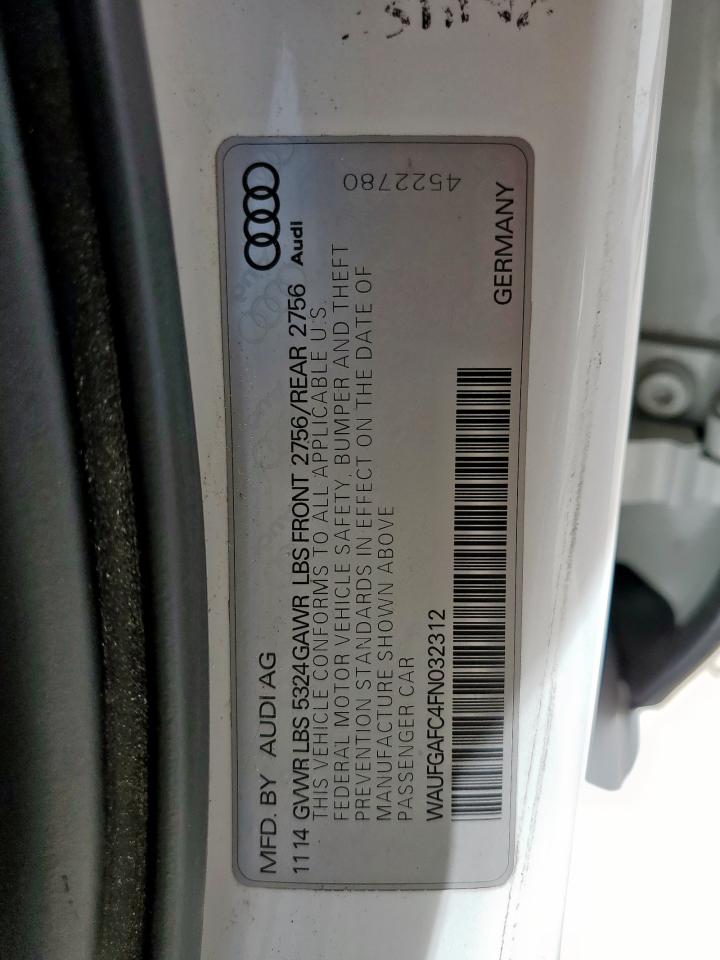 MFD. BY AUDI AG
Audi
1114 GVWR LBS 5324 GAWR LBS FRONT 2756/REAR 2756
THIS VEHICLE CONFORMS TO ALL APPLICABLE U.S.
FEDERAL MOTOR VEHICLE SAFETY, BUMPER AND THEFT
PREVENTION STANDARDS IN EFFECT ON THE DATE OF
MANUFACTURE SHOWN ABOVE
PASSENGER CAR
4522780
WAUFGAFC4FN032312
GERMANY